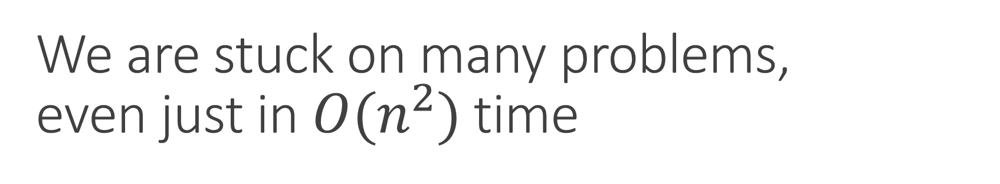 We are stuck on many problems,
even just in O(n²) time